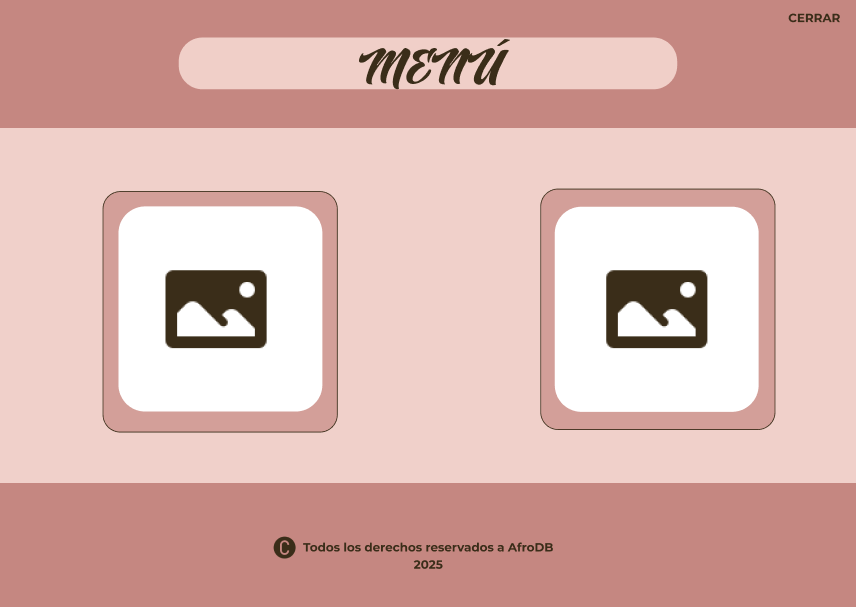 CERRAR
MENÚ
C Todos los derechos reservados a AfroDB
2025